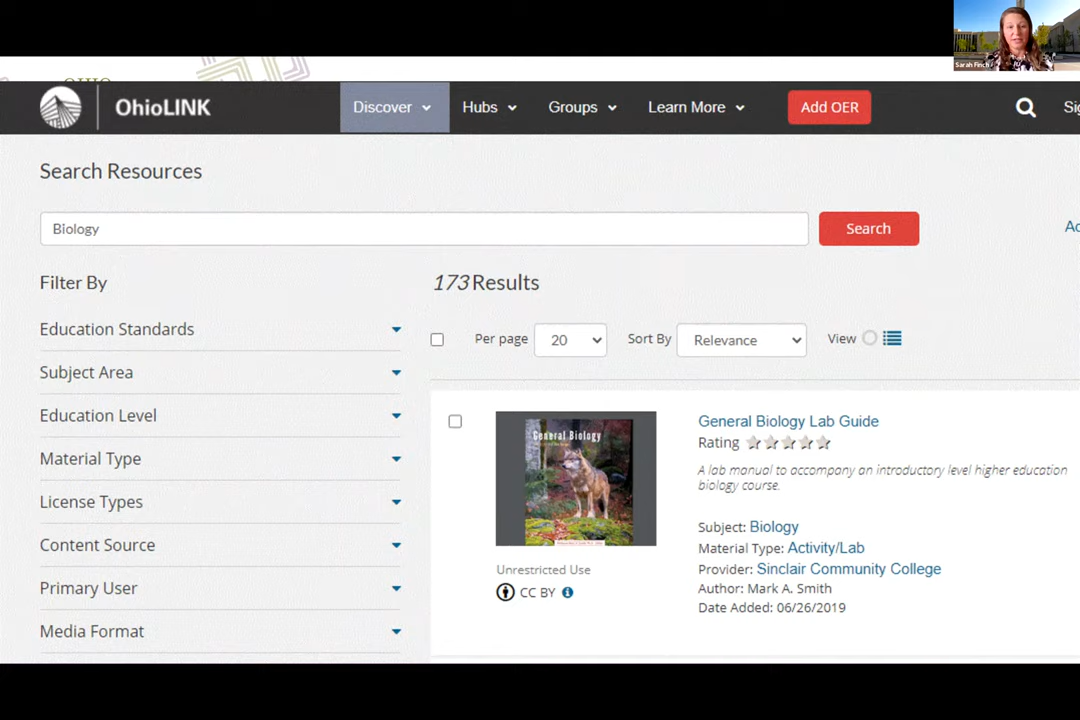 Sarah Finch
OHIO
OhioLINK
Discover
Hubs
Groups
Learn More
Add OER
Search Resources
Biology
Search
Filter By
173 Results
Education Standards
Per page
20
Sort By
Relevance
View
Subject Area
Education Level
Material Type
License Types
Content Source
Primary User
Media Format
General Biology
General Biology Lab Guide
Rating
A lab manual to accompany an introductory level higher education
biology course.
Subject: Biology
Material Type: Activity/Lab
Provider: Sinclair Community College
Author: Mark A. Smith
Date Added: 06/26/2019
Unrestricted Use
CC BY